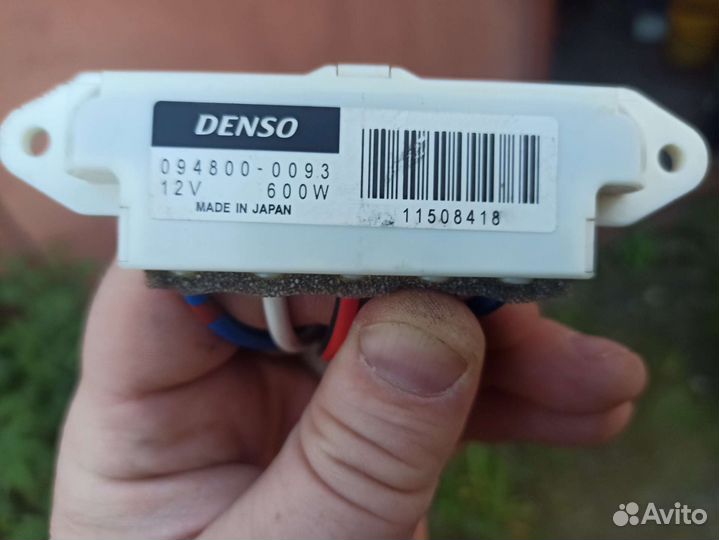 DENSO
094800-0093
12V 600W
MADE IN JAPAN
11508418
Avito